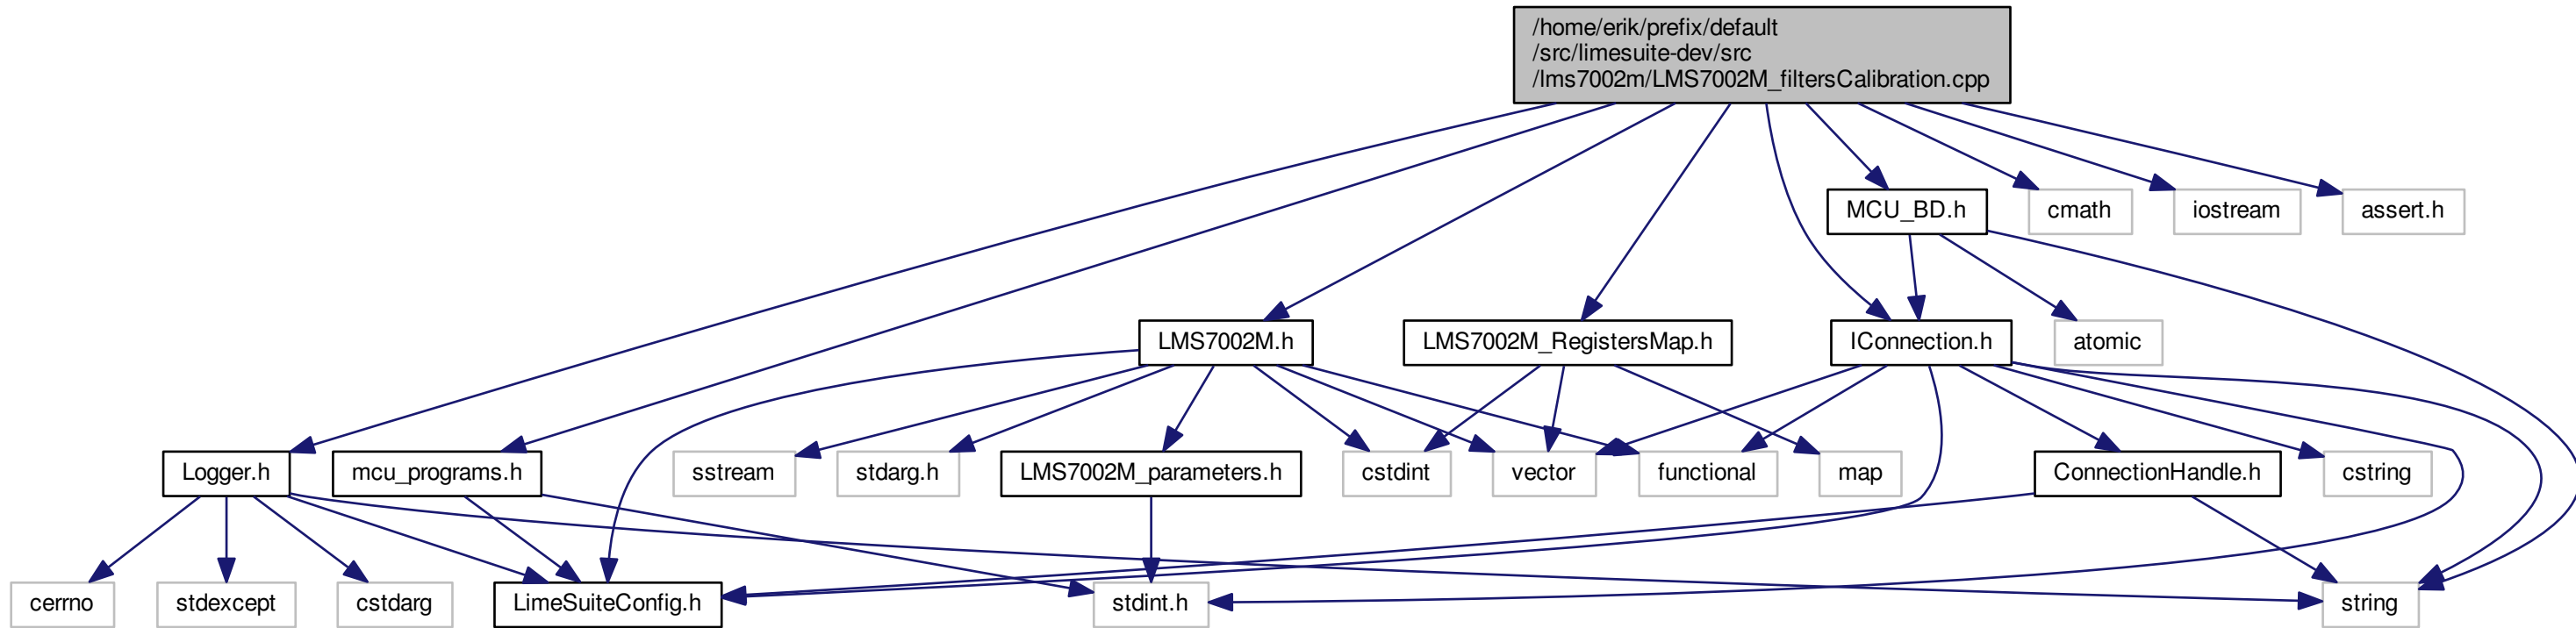 /home/erik/prefix/default
/src/limesuite-dev/src
/lms7002m/LMS7002M_filtersCalibration.cpp
MCU_BD.h
cmath
iostream
assert.h
LMS7002M.h
LMS7002M_RegistersMap.h
IConnection.h
atomic
Logger.h
mcu_programs.h
sstream
stdarg.h
LMS7002M_parameters.h
cstdint
vector
functional
map
ConnectionHandle.h
cstring
cerrno
stdexcept
cstdarg
LimeSuiteConfig.h
stdint.h
string